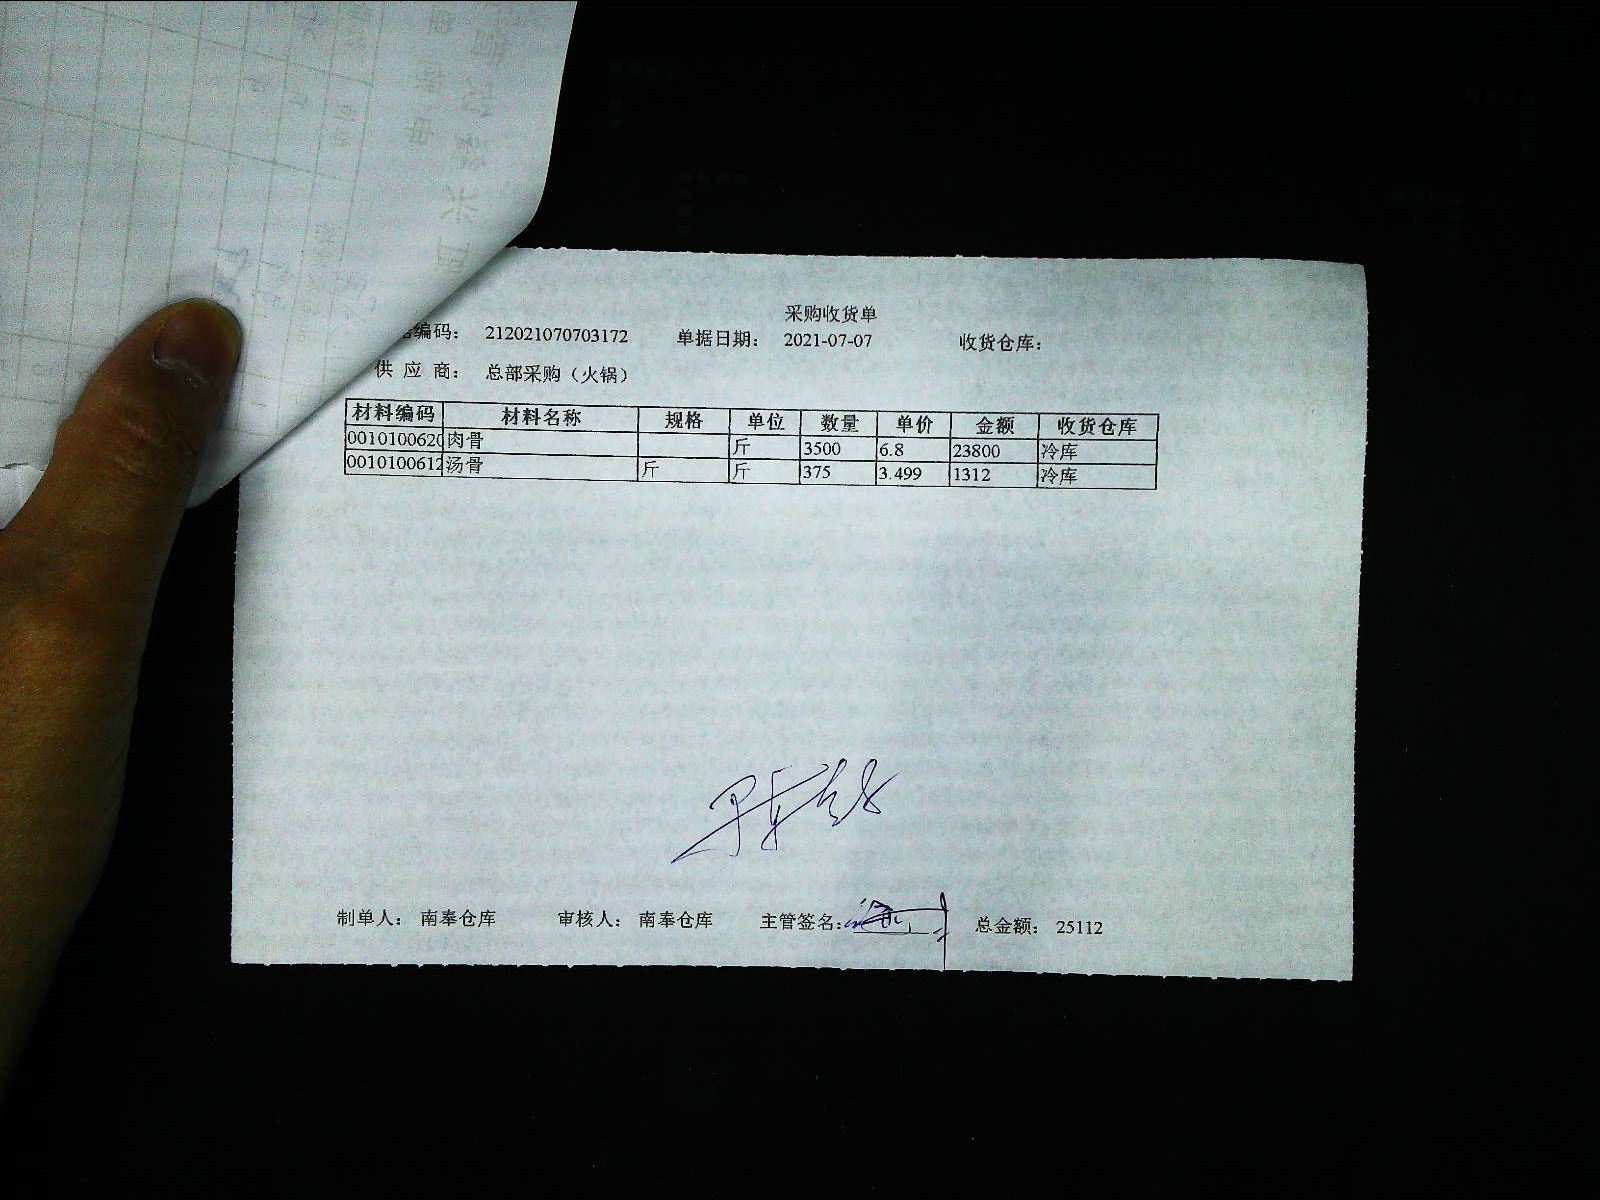 采购收货单
编码： 212021070703172 单据日期： 2021-07-07 收货仓库：
供 应 商： 总部采购（火锅）
材料编码 材料名称 规格 单位 数量 单价 金额 收货仓库
0010100620 肉骨 斤 3500 6.8 23800 冷库
0010100612 汤骨 斤 斤 375 3.499 1312 冷库
制单人： 南奉仓库 审核人： 南奉仓库 主管签名： 总金额： 25112